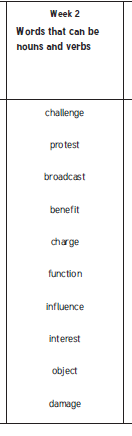 Week 2
Words that can be
nouns and verbs
challenge
protest
broadcast
benefit
charge
function
influence
interest
object
damage